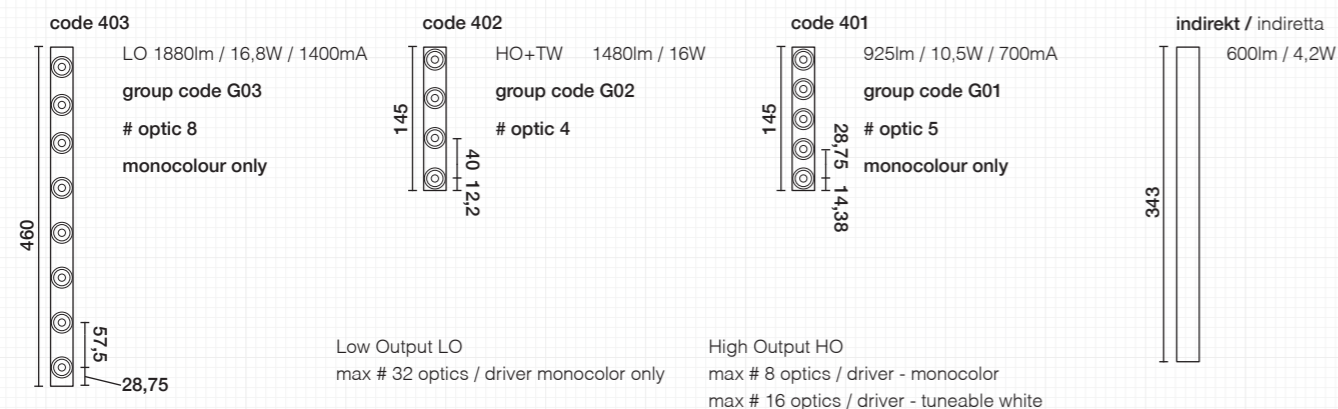 code 403
LO 1880lm / 16,8W / 1400mA
group code G03
# optic 8
monocolour only
460
57,5
28,75
code 402
HO+TW 1480lm / 16W
group code G02
# optic 4
145
40
12,2
code 401
925lm / 10,5W / 700mA
group code G01
# optic 5
monocolour only
145
28,75
14,38
indirekt / indiretta
600lm / 4,2W
343
Low Output LO
max # 32 optics / driver monocolor only
High Output HO
max # 8 optics / driver - monocolor
max # 16 optics / driver - tuneable white